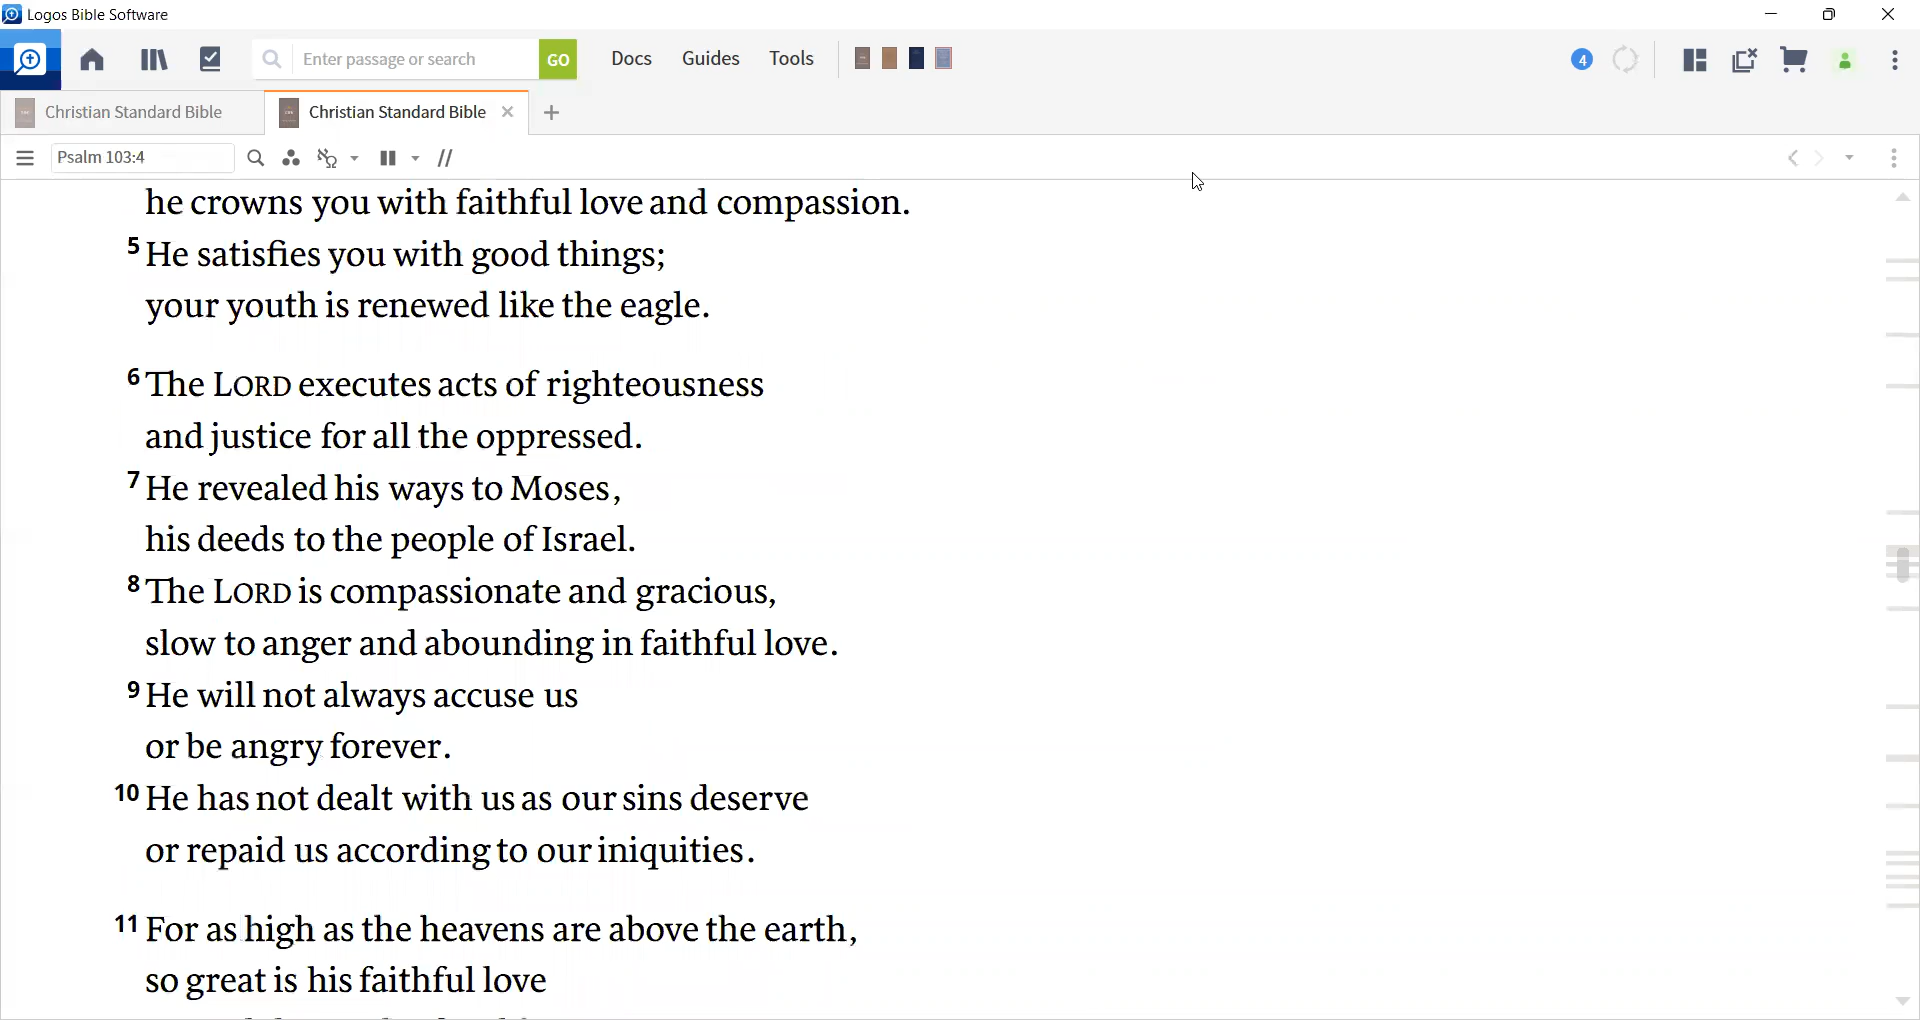 Logos Bible Software
Enter passage or search
GO
Docs
Guides
Tools
4
Christian Standard Bible
Christian Standard Bible
Psalm 103:4
he crowns you with faithful love and compassion.
5 He satisfies you with good things;
your youth is renewed like the eagle.
6 The LORD executes acts of righteousness
and justice for all the oppressed.
7 He revealed his ways to Moses,
his deeds to the people of Israel.
8 The LORD is compassionate and gracious,
slow to anger and abounding in faithful love.
9 He will not always accuse us
or be angry forever.
10 He has not dealt with us as our sins deserve
or repaid us according to our iniquities.
11 For as high as the heavens are above the earth,
so great is his faithful love